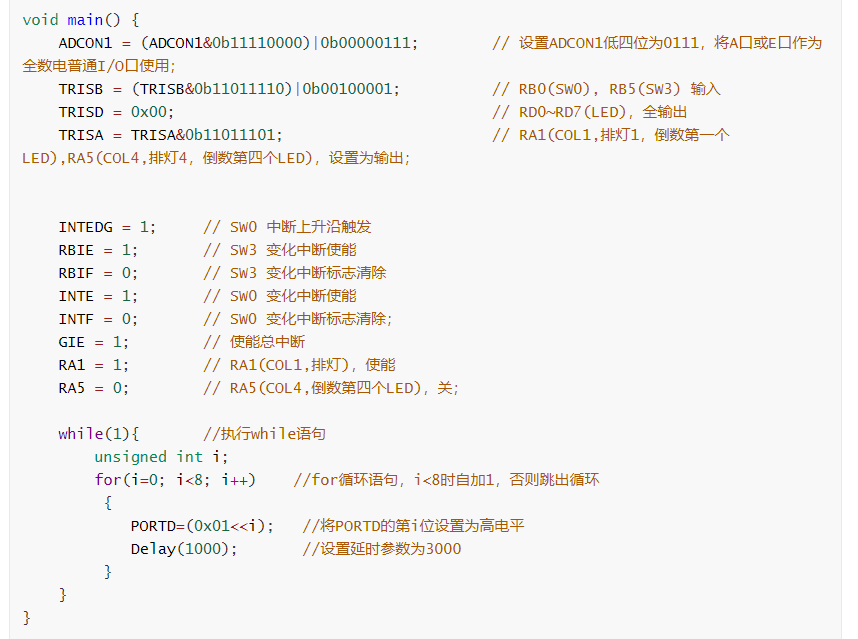 void main() {
    ADCON1 = (ADCON1&0b11110000)|0b00000111;        // 设置ADCON1低四位为0111，将A口或E口作为
全数电普通I/O口使用;
    TRISB = (TRISB&0b11011110)|0b00100001;          // RB0(SW0), RB5(SW3) 输入
    TRISD = 0x00;                                   // RD0~RD7(LED)，全输出
    TRISA = TRISA&0b11011101;                       // RA1(COL1,排灯1，倒数第一个
LED),RA5(COL4,排灯4，倒数第四个LED)，设置为输出;
    INTEDG = 1;     // SW0 中断上升沿触发
    RBIE = 1;       // SW3 变化中断使能
    RBIF = 0;       // SW3 变化中断标志清除
    INTE = 1;       // SW0 变化中断使能
    INTF = 0;       // SW0 变化中断标志清除;
    GIE = 1;        // 使能总中断
    RA1 = 1;        // RA1(COL1,排灯)，使能
    RA5 = 0;        // RA5(COL4,倒数第四个LED)，关;
    while(1){       //执行while语句
        unsigned int i;
        for(i=0; i<8; i++)    //for循环语句，i<8时自加1，否则跳出循环
         {
            PORTD=(0x01<<i);   //将PORTD的第i位设置为高电平
            Delay(1000);       //设置延时参数为3000
         }
    }
}